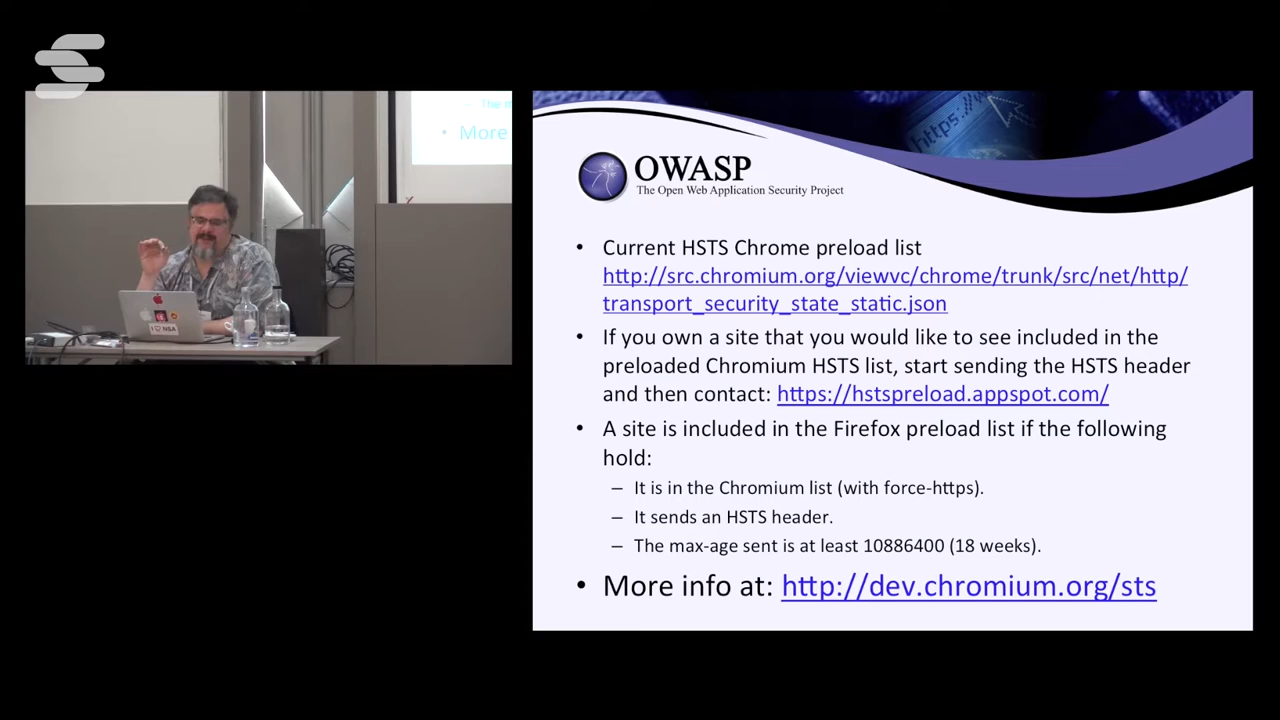 The
More
I NSA
https://
OWASP
The Open Web Application Security Project
• Current HSTS Chrome preload list
http://src.chromium.org/viewvc/chrome/trunk/src/net/http/
transport_security_state_static.json
• If you own a site that you would like to see included in the
preloaded Chromium HSTS list, start sending the HSTS header
and then contact: https://hstspreload.appspot.com/
• A site is included in the Firefox preload list if the following
hold:
– It is in the Chromium list (with force-https).
– It sends an HSTS header.
– The max-age sent is at least 10886400 (18 weeks).
• More info at: http://dev.chromium.org/sts